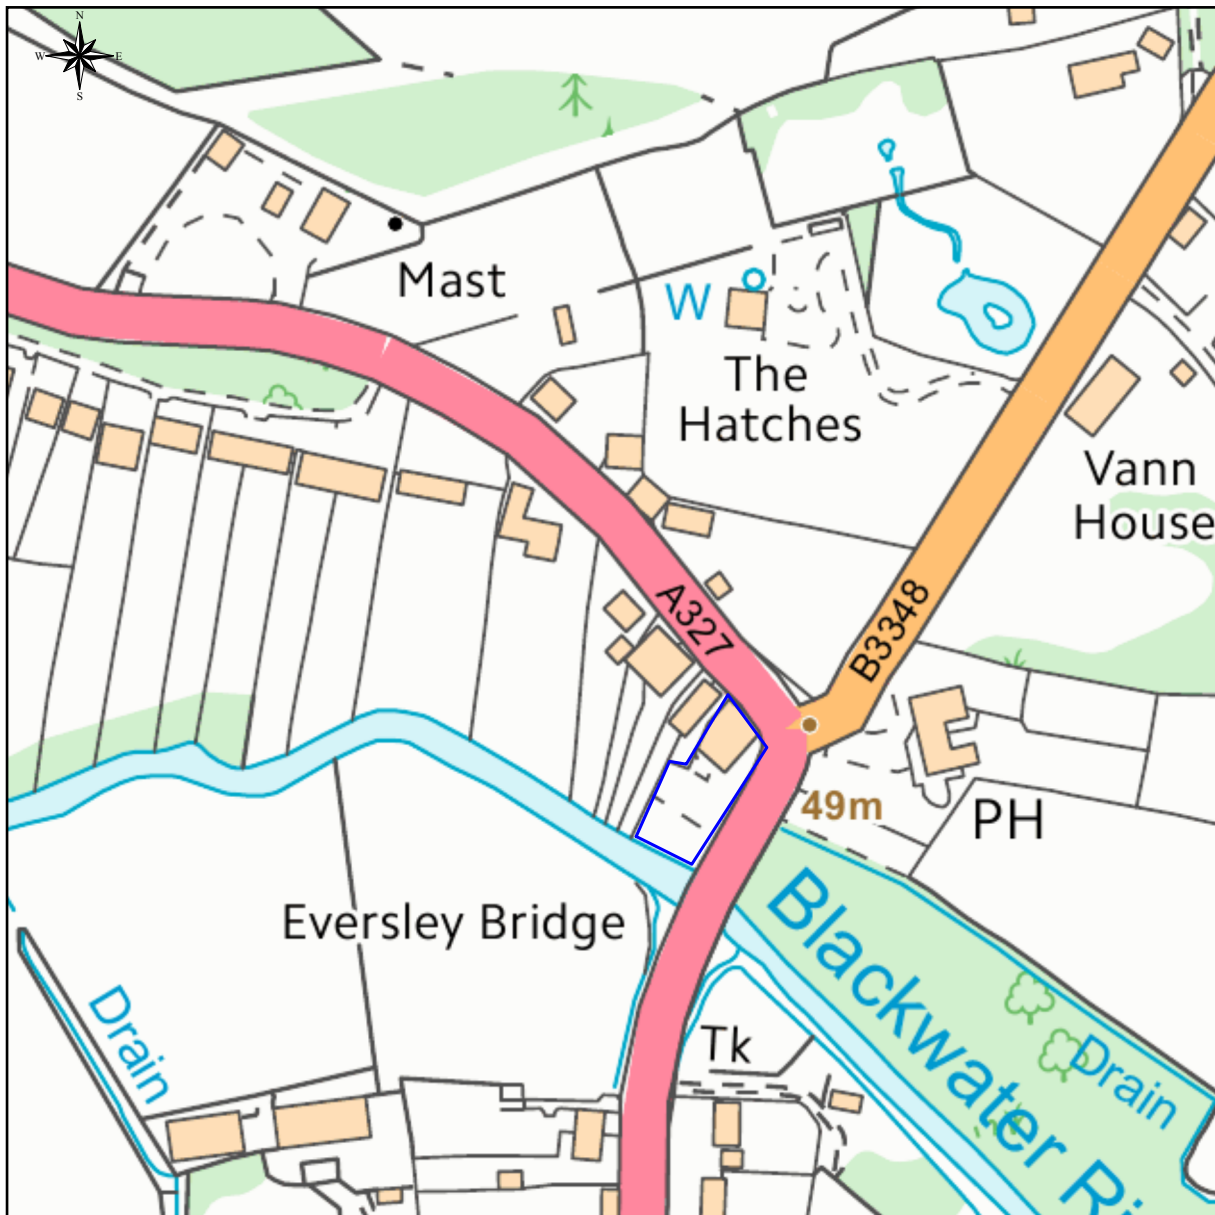 N
W E
S
Mast
W
The
Hatches
Vann
House
A327
B3348
49m
PH
Eversley Bridge
Blackwater Ri
Drain
Drain
Tk